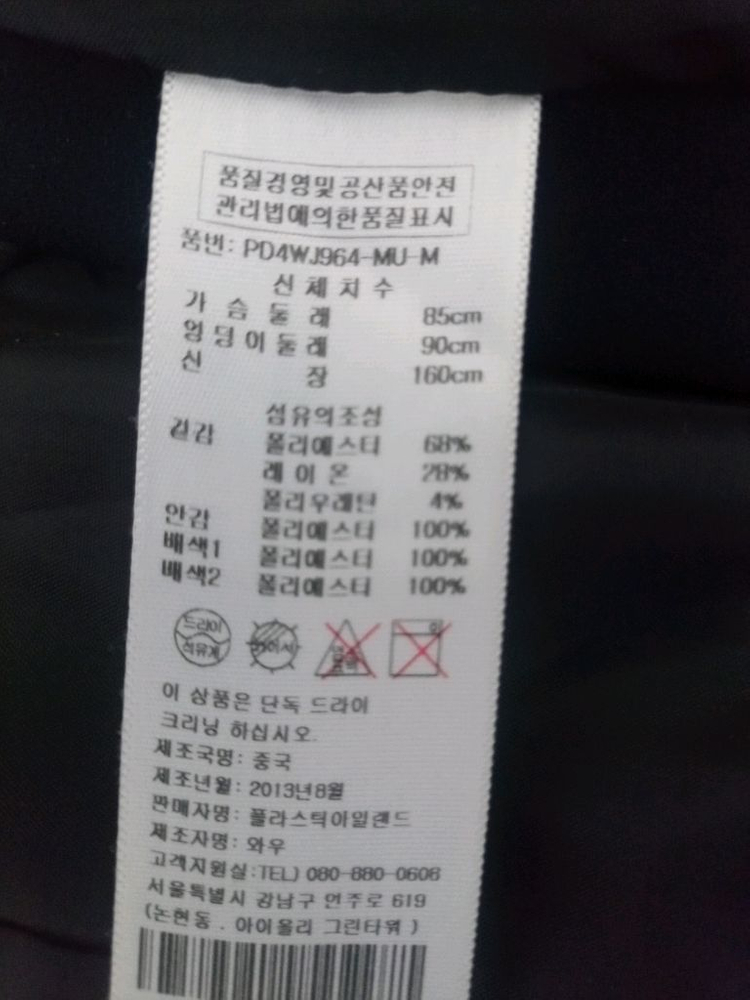 품질경영및공산품안전
관리법에의한품질표시
품번: PD4WJ964-MU-M
신체치수
가슴둘레 85cm
엉덩이둘레 90cm
신장 160cm
섬유의조성
겉감 폴리에스터 68%
레이온 28%
폴리우레탄 4%
안감 폴리에스터 100%
배색1 폴리에스터 100%
배색2 폴리에스터 100%
드라이
석유계
이 상품은 단독 드라이
크리닝 하십시오.
제조국명: 중국
제조년월: 2013년8월
판매자명: 플라스틱아일랜드
제조자명: 와우
고객지원실:TEL) 080-880-0608
서울특별시 강남구 언주로 619
(논현동. 아이올리 그린타워)